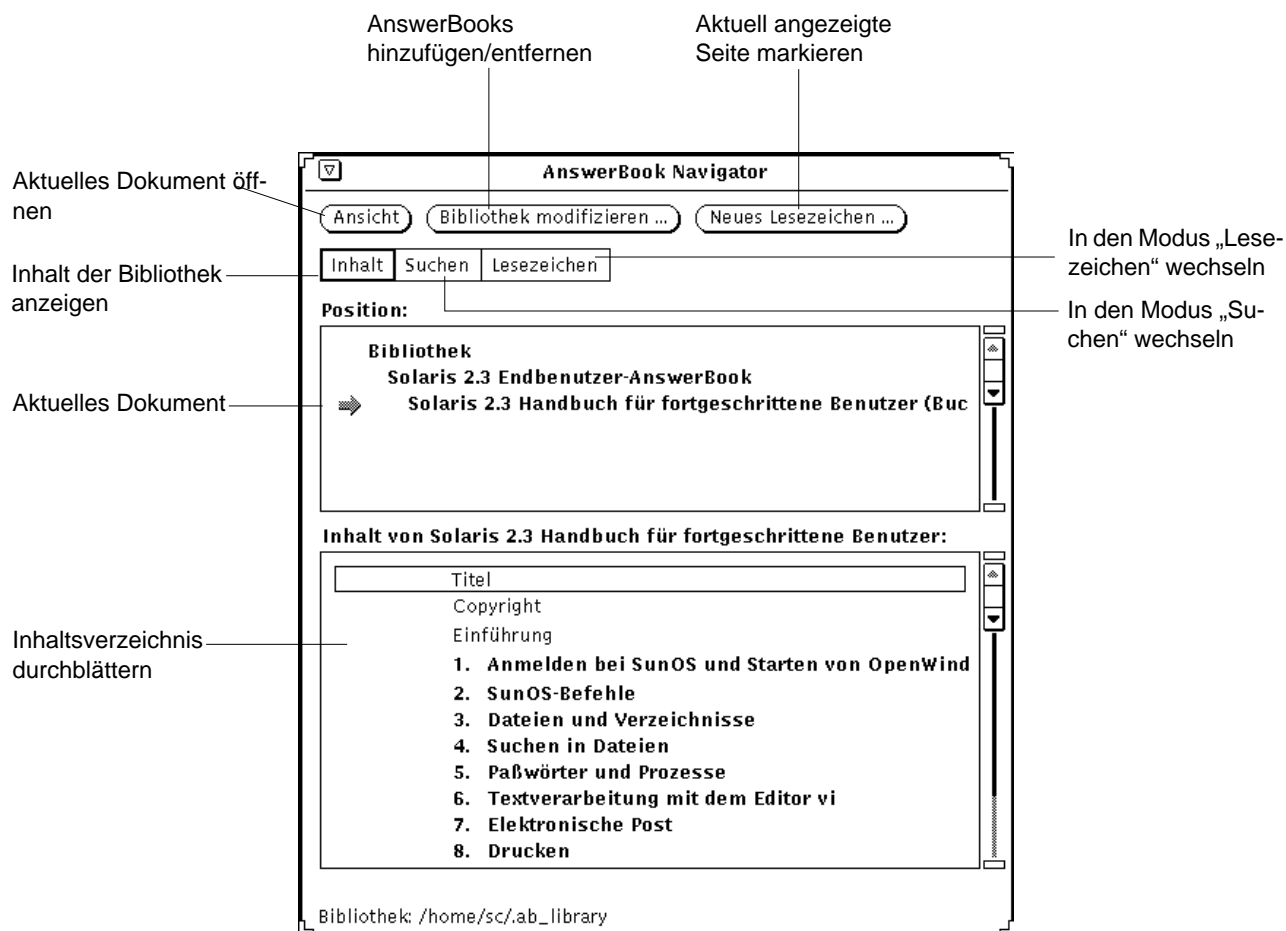 AnswerBooks
hinzufügen/entfernen
Aktuell angezeigte
Seite markieren
Aktuelles Dokument öff-
nen
Inhalt der Bibliothek
anzeigen
Aktuelles Dokument
Inhaltsverzeichnis
durchblättern
AnswerBook Navigator
Ansicht Bibliothek modifizieren ... Neues Lesezeichen ...
Inhalt Suchen Lesezeichen
Position:
Bibliothek
Solaris 2.3 Endbenutzer-AnswerBook
Solaris 2.3 Handbuch für fortgeschrittene Benutzer (Buc
Inhalt von Solaris 2.3 Handbuch für fortgeschrittene Benutzer:
Titel
Copyright
Einführung
1. Anmelden bei SunOS und Starten von OpenWind
2. SunOS-Befehle
3. Dateien und Verzeichnisse
4. Suchen in Dateien
5. Paßwörter und Prozesse
6. Textverarbeitung mit dem Editor vi
7. Elektronische Post
8. Drucken
Bibliothek: /home/sc/.ab_library
In den Modus „Lese-
zeichen“ wechseln
In den Modus „Su-
chen“ wechseln